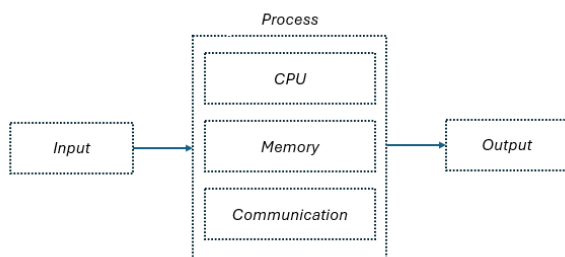 Process
CPU
Input
Memory
Output
Communication